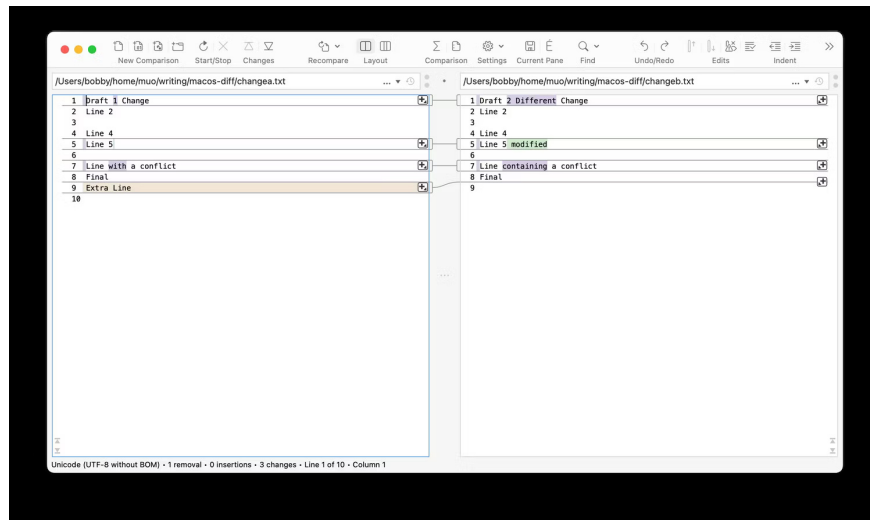 New Comparison Start/Stop Changes Recompare Layout Comparison Settings Current Pane Find Undo/Redo Edits Indent
/Users/bobby/home/muo/writing/macos-diff/changea.txt ...
1 Draft 1 Change
2 Line 2
3
4 Line 4
5 Line 5
6
7 Line with a conflict
8 Final
9 Extra Line
10
/Users/bobby/home/muo/writing/macos-diff/changeb.txt ...
1 Draft 2 Different Change
2 Line 2
3
4 Line 4
5 Line 5 modified
6
7 Line containing a conflict
8 Final
9
Unicode (UTF-8 without BOM) • 1 removal • 0 insertions • 3 changes • Line 1 of 10 • Column 1